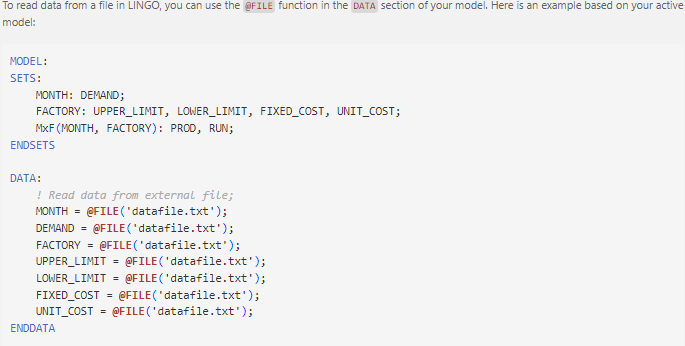 To read data from a file in LINGO, you can use the @FILE function in the DATA section of your model. Here is an example based on your active
model:
MODEL:
SETS:
MONTH: DEMAND;
FACTORY: UPPER_LIMIT, LOWER_LIMIT, FIXED_COST, UNIT_COST;
MxF(MONTH, FACTORY): PROD, RUN;
ENDSETS
DATA:
! Read data from external file;
MONTH = @FILE('datafile.txt');
DEMAND = @FILE('datafile.txt');
FACTORY = @FILE('datafile.txt');
UPPER_LIMIT = @FILE('datafile.txt');
LOWER_LIMIT = @FILE('datafile.txt');
FIXED_COST = @FILE('datafile.txt');
UNIT_COST = @FILE('datafile.txt');
ENDDATA